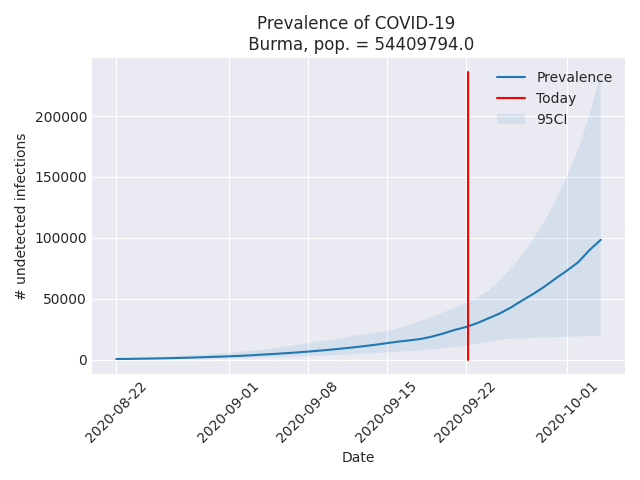 Prevalence of COVID-19
Burma, pop. = 54409794.0
Prevalence
Today
95CI
# undetected infections
200000
150000
100000
50000
0
2020-08-22
2020-09-01
2020-09-08
2020-09-15
2020-09-22
2020-10-01
Date